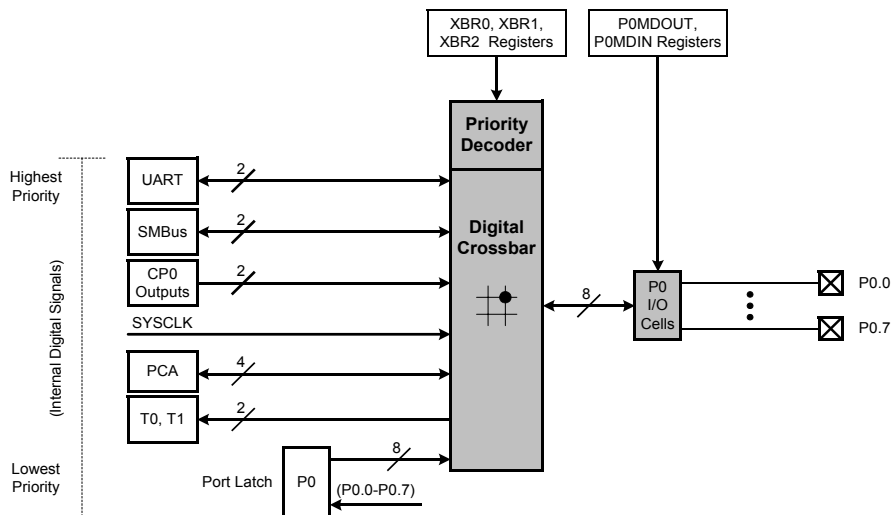 XBR0, XBR1,
XBR2 Registers
P0MDOUT,
P0MDIN Registers
Priority
Decoder
Highest
Priority
UART
2
SMBus
2
Digital
Crossbar
CP0
Outputs
2
8
P0
I/O
Cells
P0.0
P0.7
SYSCLK
(Internal Digital Signals)
PCA
4
T0, T1
2
Lowest
Priority
Port Latch
P0
8
(P0.0-P0.7)